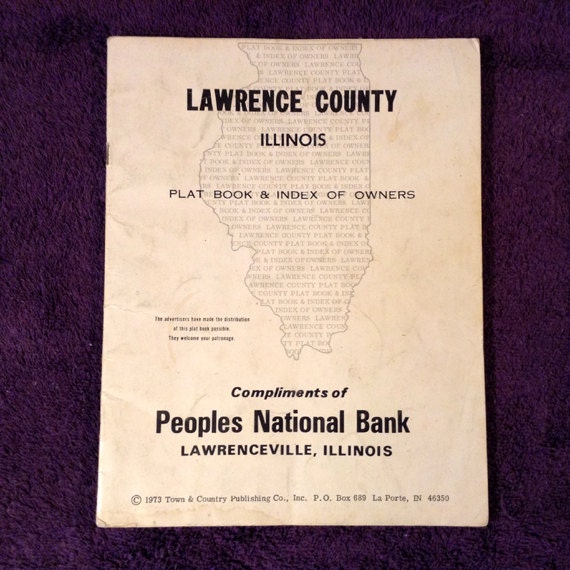 LAWRENCE COUNTY
ILLINOIS
PLAT BOOK & INDEX OF OWNERS
The advertisers have made the distribution
of this plat book possible.
They welcome your patronage.
Compliments of
Peoples National Bank
LAWRENCEVILLE, ILLINOIS
© 1973 Town & Country Publishing Co., Inc. P.O. Box 689 La Porte, IN 46350